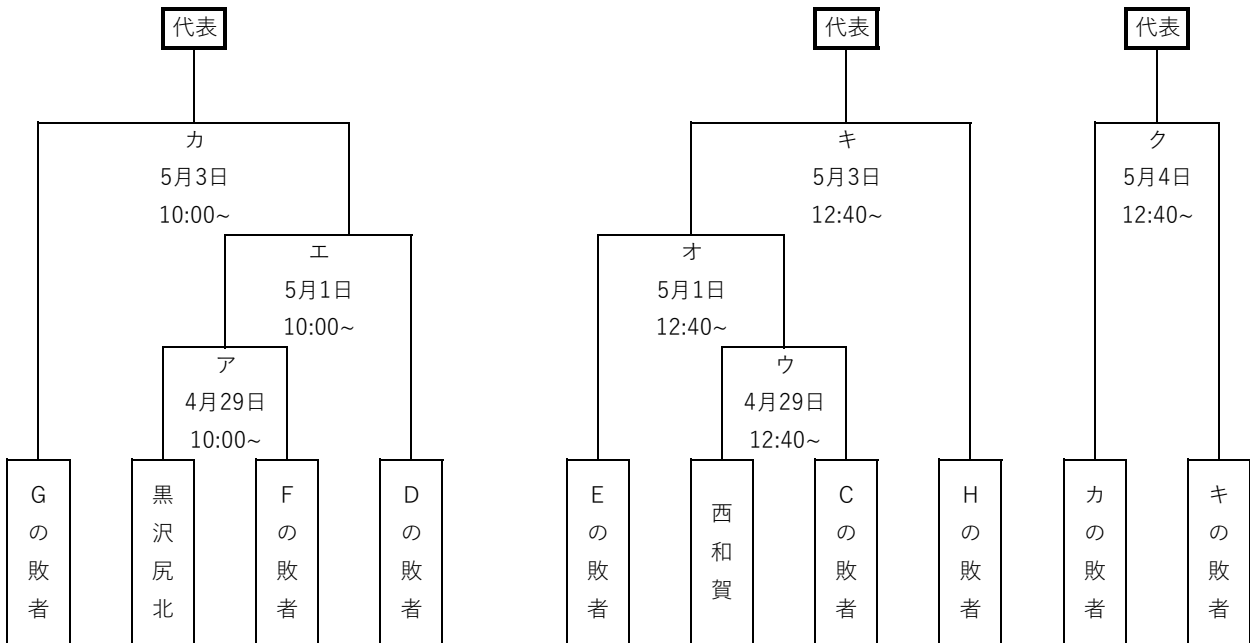 代表
代表
代表
カ
5月3日
10:00~
キ
5月3日
12:40~
ク
5月4日
12:40~
エ
5月1日
10:00~
オ
5月1日
12:40~
ア
4月29日
10:00~
ウ
4月29日
12:40~
Gの敗者
黒沢尻北
Fの敗者
Dの敗者
Eの敗者
西和賀
Cの敗者
Hの敗者
カの敗者
キの敗者